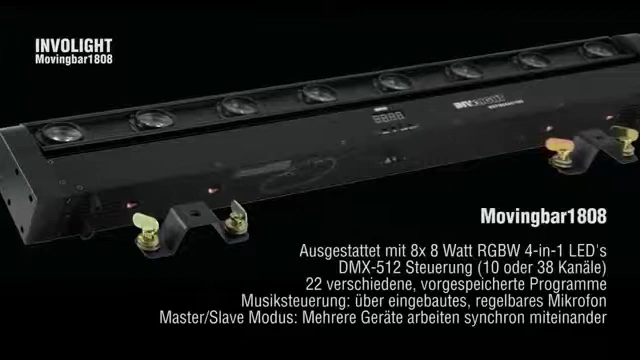 INVOLIGHT
Movingbar1808
INVOLIGHT
Movingbar1808
Ausgestattet mit 8x 8 Watt RGBW 4-in-1 LED's
DMX-512 Steuerung (10 oder 38 Kanäle)
22 verschiedene, vorgespeicherte Programme
Musiksteuerung: über eingebautes, regelbares Mikrofon
Master/Slave Modus: Mehrere Geräte arbeiten synchron miteinander